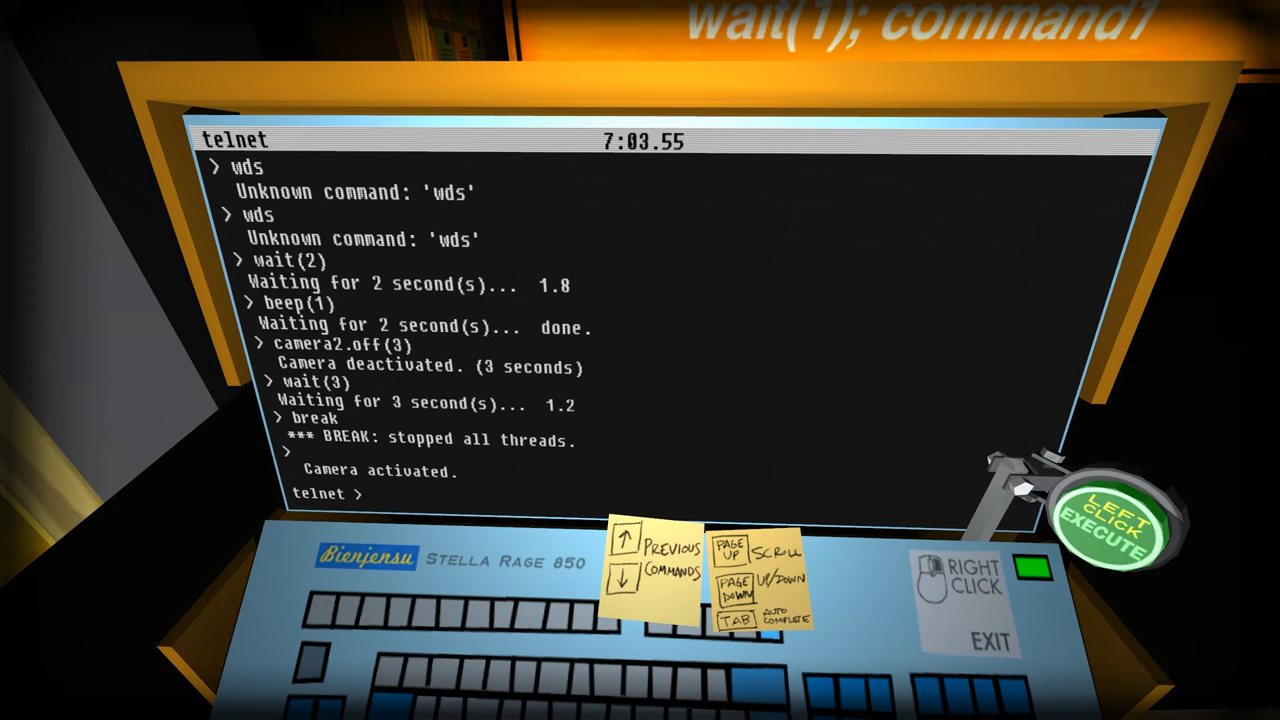 wait(1); command1
telnet 7:03.55
> wds
Unknown command: 'wds'
> wds
Unknown command: 'wds'
> wait(2)
Waiting for 2 second(s)... 1.8
> beep(1)
Waiting for 2 second(s)... done.
> camera2.off(3)
Camera deactivated. (3 seconds)
> wait(3)
Waiting for 3 second(s)... 1.2
> break
*** BREAK: stopped all threads.
>
Camera activated.
telnet >
LEFT
CLICK
EXECUTE
Bienjensu STELLA RAGE 850
↑ PREVIOUS
↓ COMMANDS
PAGE UP SCROLL
PAGE DOWN UP/DOWN
TAB AUTO COMPLETE
RIGHT
CLICK
EXIT